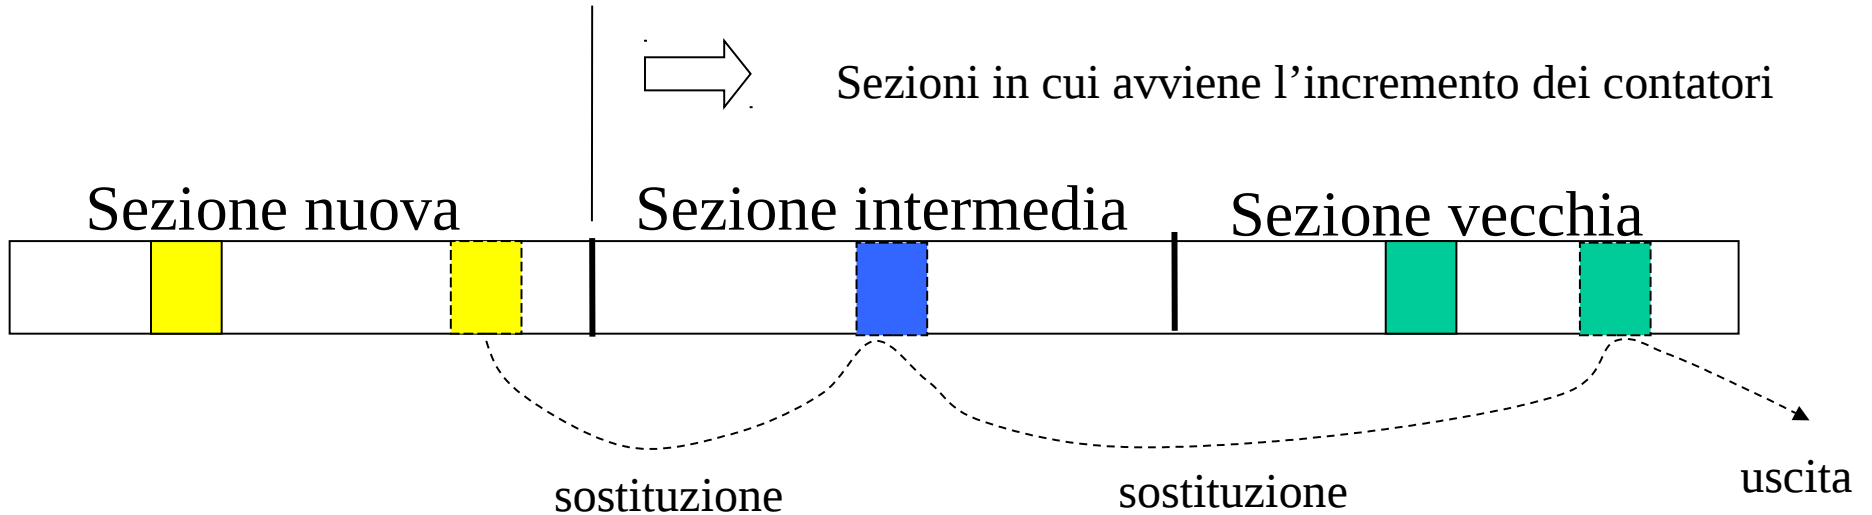 Sezioni in cui avviene l’incremento dei contatori
Sezione nuova
Sezione intermedia
Sezione vecchia
sostituzione
sostituzione
uscita